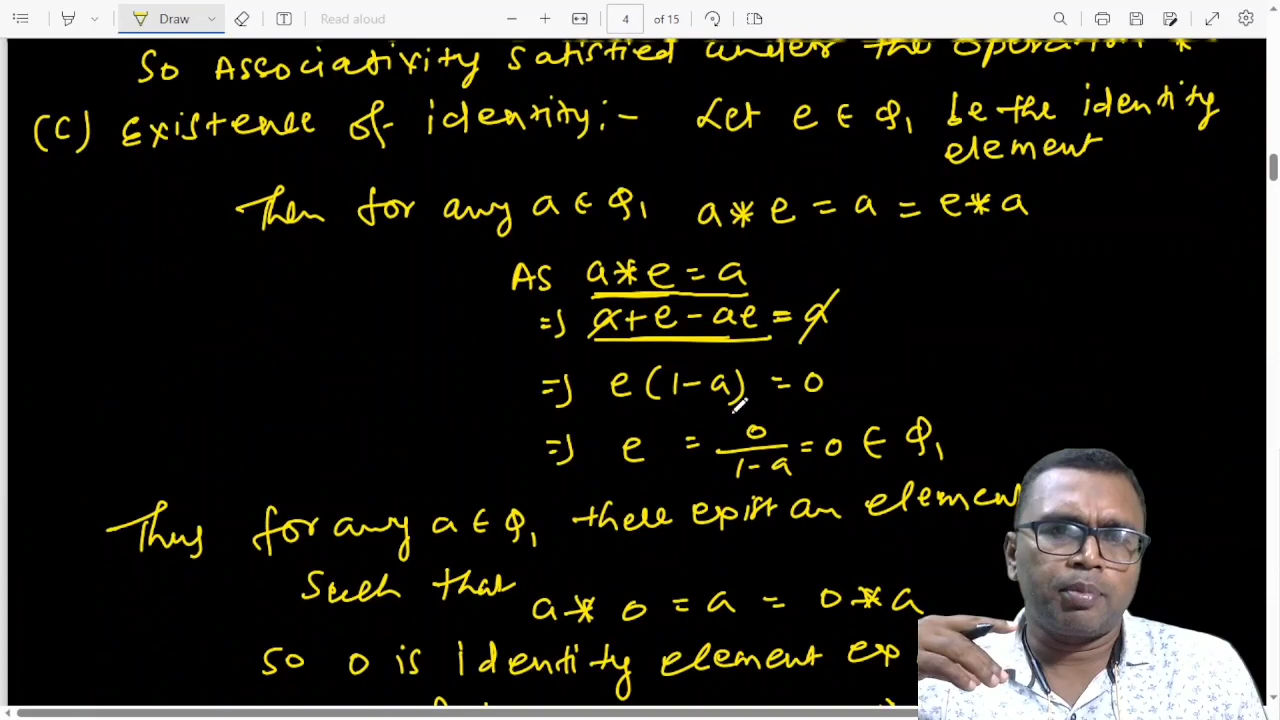 Draw
Read aloud
4 of 15
So Associativity satisfied under the operation *
(C) Existence of identity:- Let e ∈ Q₁ be the identity
element
Then for any a ∈ Q₁ a * e = a = e * a
As a * e = a
=) a + e - ae = a
=) e (1-a) = 0
=) e = 0/1-a = 0 ∈ Q₁
Thus for any a ∈ Q₁ there exist an element
such that a * 0 = a = 0 * a
So 0 is identity element